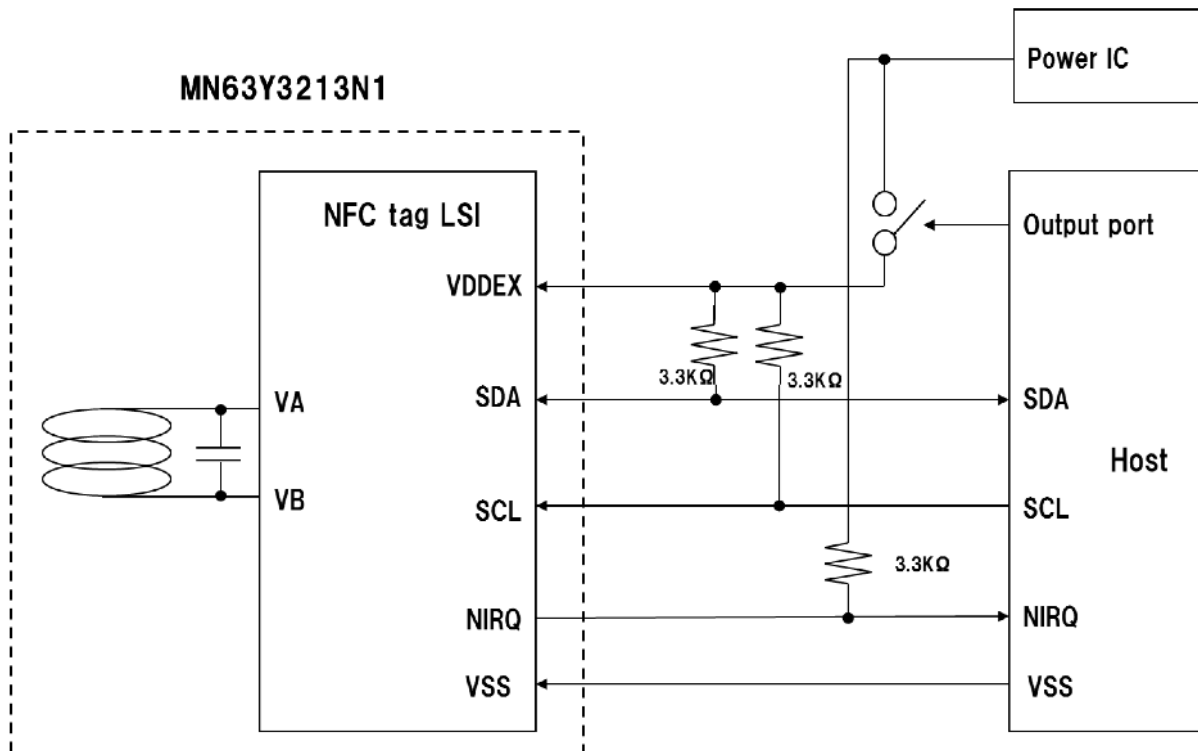 Power IC
MN63Y3213N1
NFC tag LSI
Output port
VDDEX
3.3KΩ
3.3KΩ
VA
SDA
SDA
Host
VB
SCL
SCL
3.3KΩ
NIRQ
NIRQ
VSS
VSS